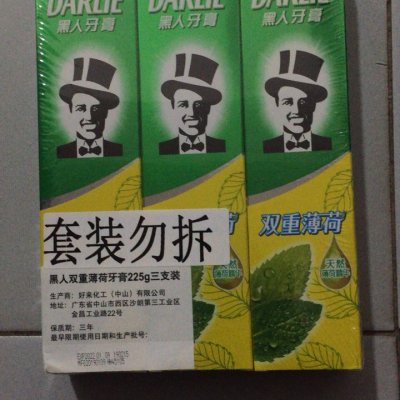 DARLIE DARLIE DARLIE
黑人牙膏 黑人牙膏 黑人牙膏
双重薄荷
天然
薄荷精华
套装勿拆
黑人双重薄荷牙膏225g三支装
生产商：好来化工（中山）有限公司
地址：广东省中山市西区沙朗第三工业区
金昌工业路22号
保质期：三年
最早限期使用日期和生产批号：